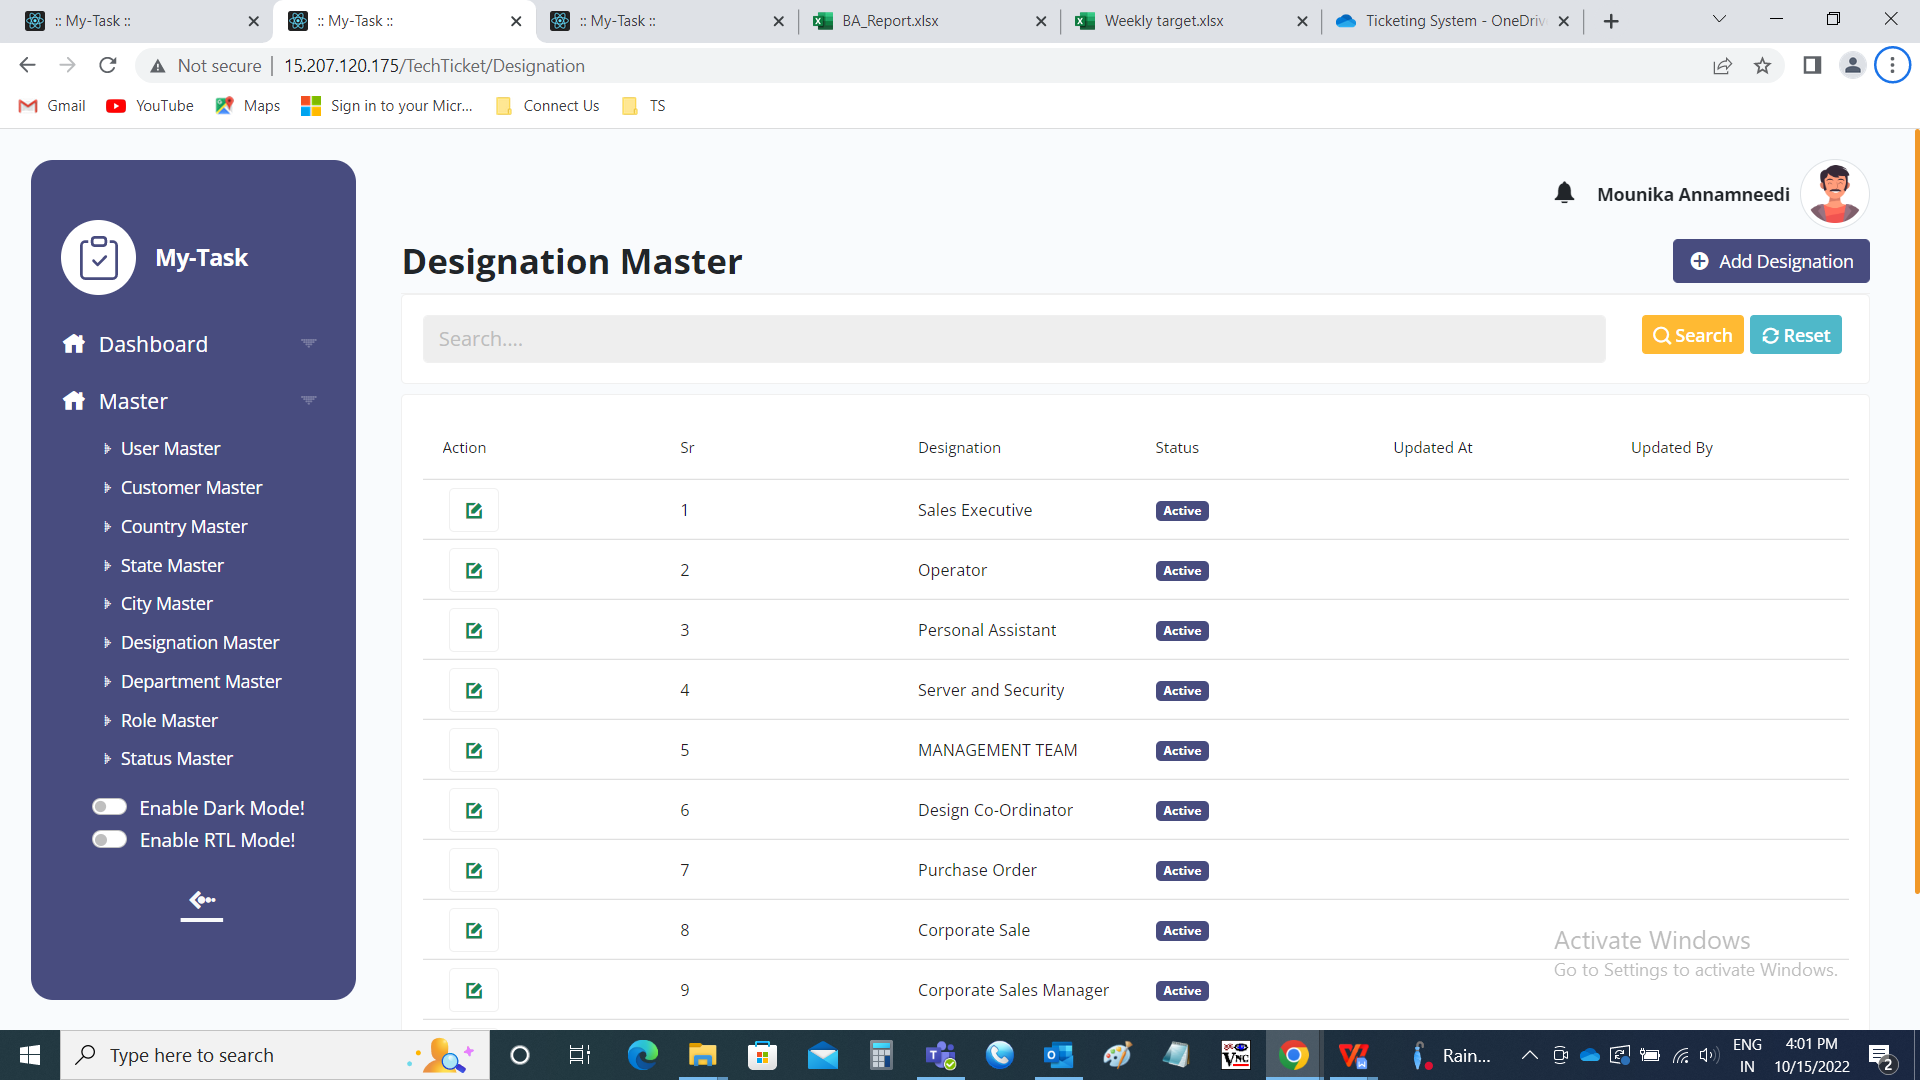 :: My-Task ::
:: My-Task ::
:: My-Task ::
BA_Report.xlsx
Weekly target.xlsx
Ticketing System - OneDriv
Not secure | 15.207.120.175/TechTicket/Designation
Gmail
YouTube
Maps
Sign in to your Micr...
Connect Us
TS
My-Task
Dashboard
Master
User Master
Customer Master
Country Master
State Master
City Master
Designation Master
Department Master
Role Master
Status Master
Enable Dark Mode!
Enable RTL Mode!
Mounika Annamneedi
Designation Master
Add Designation
Search....
Search
Reset
Action Sr Designation Status Updated At Updated By
1 Sales Executive Active
2 Operator Active
3 Personal Assistant Active
4 Server and Security Active
5 MANAGEMENT TEAM Active
6 Design Co-Ordinator Active
7 Purchase Order Active
8 Corporate Sale Active
9 Corporate Sales Manager Active
Activate Windows
Go to Settings to activate Windows.
Type here to search
VNC
Rain...
ENG
IN
4:01 PM
10/15/2022
2